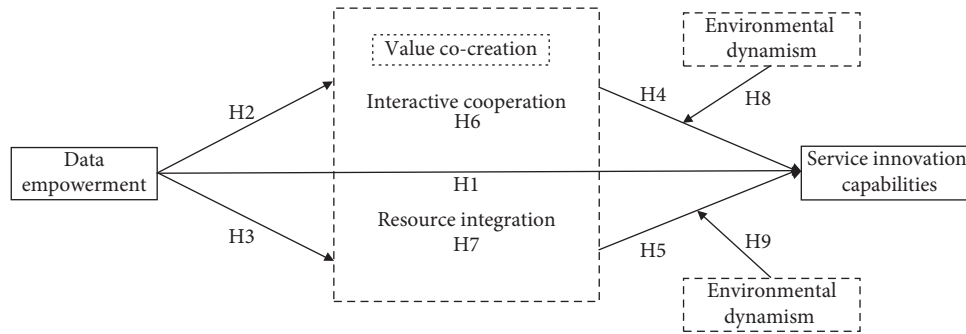 Value co-creation
Environmental
dynamism
H2
Interactive cooperation
H6
H4
H8
Data
empowerment
H1
Service innovation
capabilities
H3
Resource integration
H7
H5
H9
Environmental
dynamism